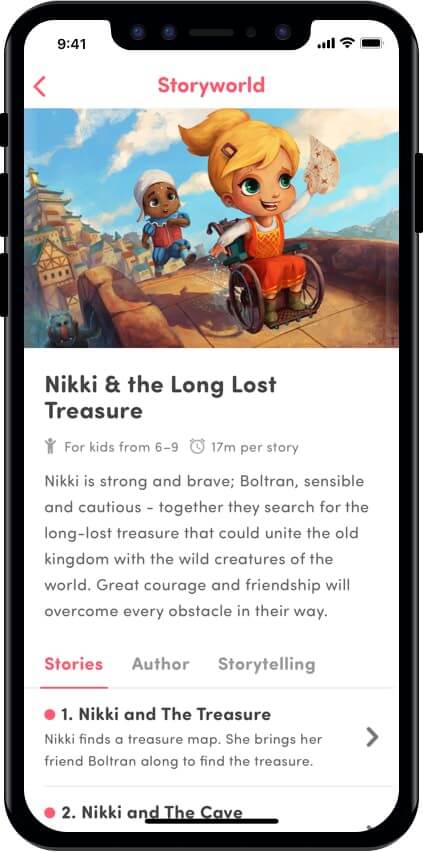 9:41
Storyworld
Nikki & the Long Lost
Treasure
For kids from 6–9 17m per story
Nikki is strong and brave; Boltran, sensible
and cautious - together they search for the
long-lost treasure that could unite the old
kingdom with the wild creatures of the
world. Great courage and friendship will
overcome every obstacle in their way.
Stories Author Storytelling
1. Nikki and The Treasure
Nikki finds a treasure map. She brings her
friend Boltran along to find the treasure.
2. Nikki and The Cave